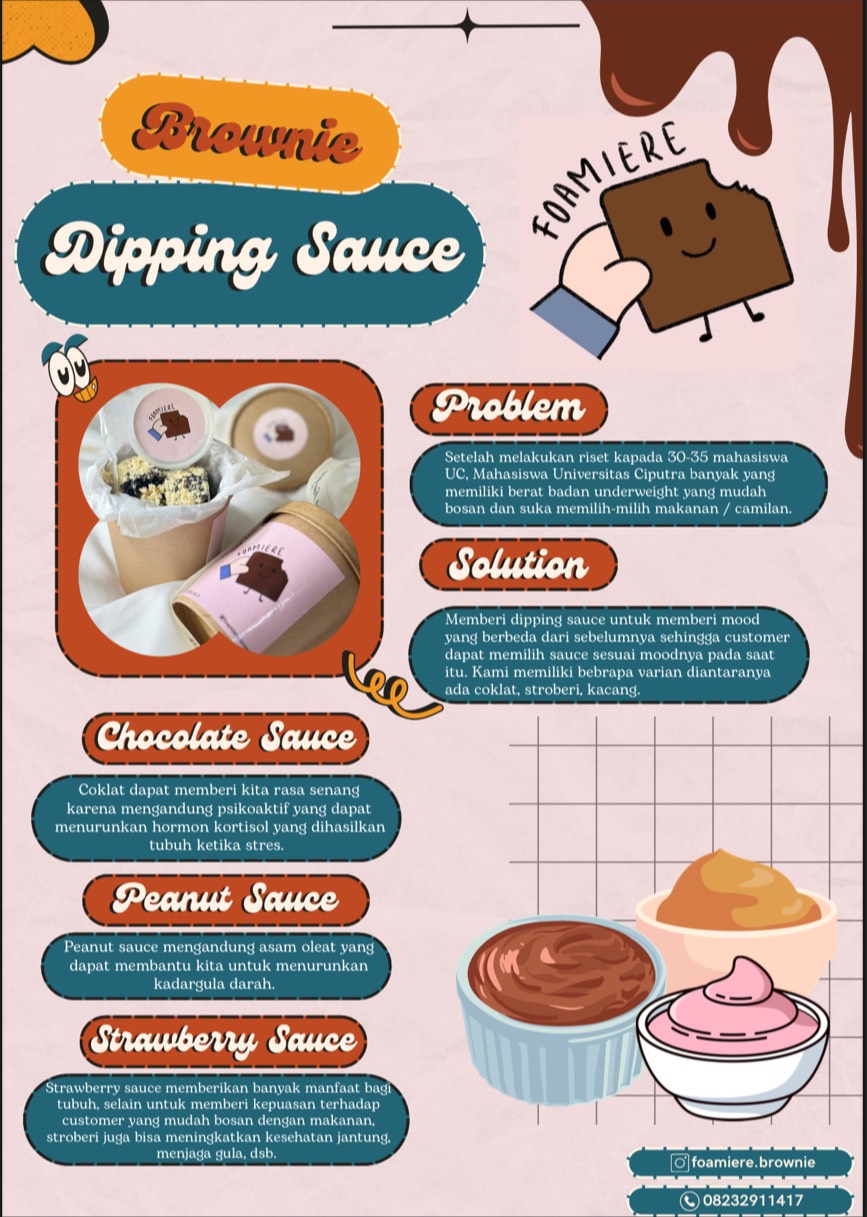 Brownie
Dipping Sauce
FOAMIERE
FOAMIERE
FOAMIERE
Problem
Setelah melakukan riset kapada 30-35 mahasiswa
UC, Mahasiswa Universitas Ciputra banyak yang
memiliki berat badan underweight yang mudah
bosan dan suka memilih-milih makanan / camilan.
Solution
Memberi dipping sauce untuk memberi mood
yang berbeda dari sebelumnya sehingga customer
dapat memilih sauce sesuai moodnya pada saat
itu. Kami memiliki bebrapa varian diantaranya
ada coklat, stroberi, kacang.
Chocolate Sauce
Coklat dapat memberi kita rasa senang
karena mengandung psikoaktif yang dapat
menurunkan hormon kortisol yang dihasilkan
tubuh ketika stres.
Peanut Sauce
Peanut sauce mengandung asam oleat yang
dapat membantu kita untuk menurunkan
kadargula darah.
Strawberry Sauce
Strawberry sauce memberikan banyak manfaat bagi
tubuh, selain untuk memberi kepuasan terhadap
customer yang mudah bosan dengan makanan,
stroberi juga bisa meningkatkan kesehatan jantung,
menjaga gula, dsb.
foamiere.brownie
08232911417